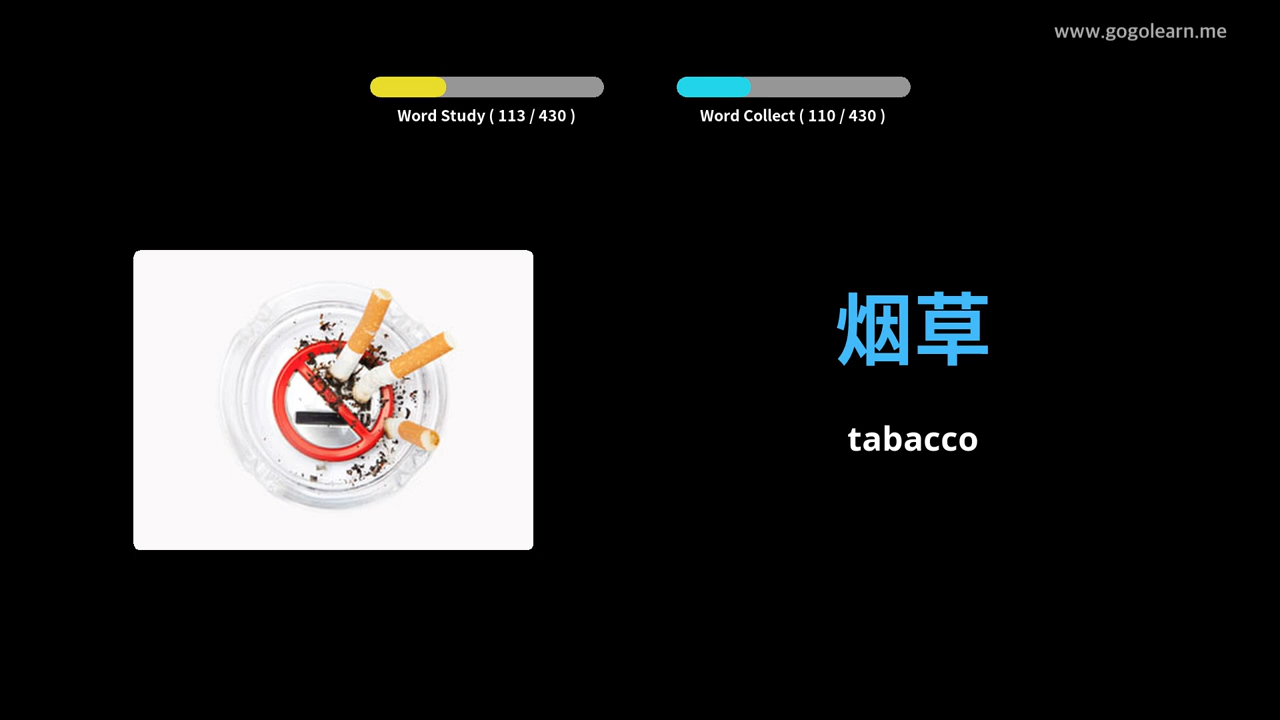 www.gogolearn.me
Word Study ( 113 / 430 )
Word Collect ( 110 / 430 )
烟草
tabacco